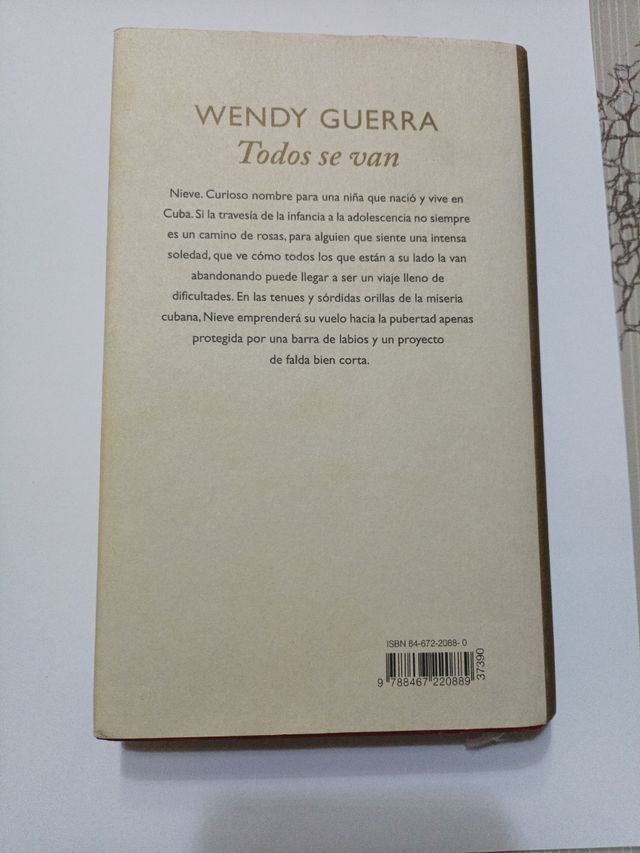 WENDY GUERRA
Todos se van
Nieve. Curioso nombre para una niña que nació y vive en
Cuba. Si la travesía de la infancia a la adolescencia no siempre
es un camino de rosas, para alguien que siente una intensa
soledad, que ve cómo todos los que están a su lado la van
abandonando puede llegar a ser un viaje lleno de
dificultades. En las tenues y sórdidas orillas de la miseria
cubana, Nieve emprenderá su vuelo hacia la pubertad apenas
protegida por una barra de labios y un proyecto
de falda bien corta.
ISBN 84-672-2088-0
9 788467 220889
37390